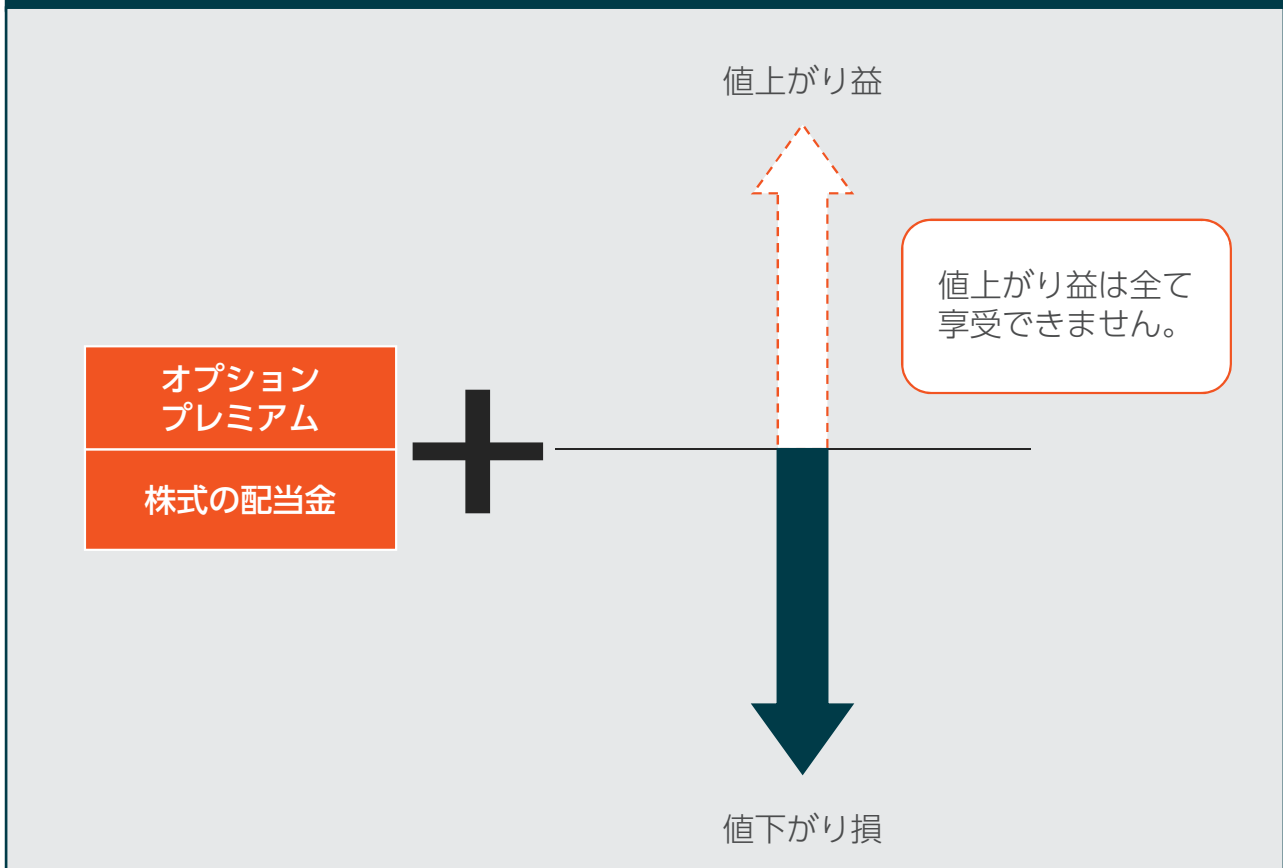 値上がり益
値上がり益は全て
享受できません。
オプション
プレミアム
株式の配当金
値下がり損